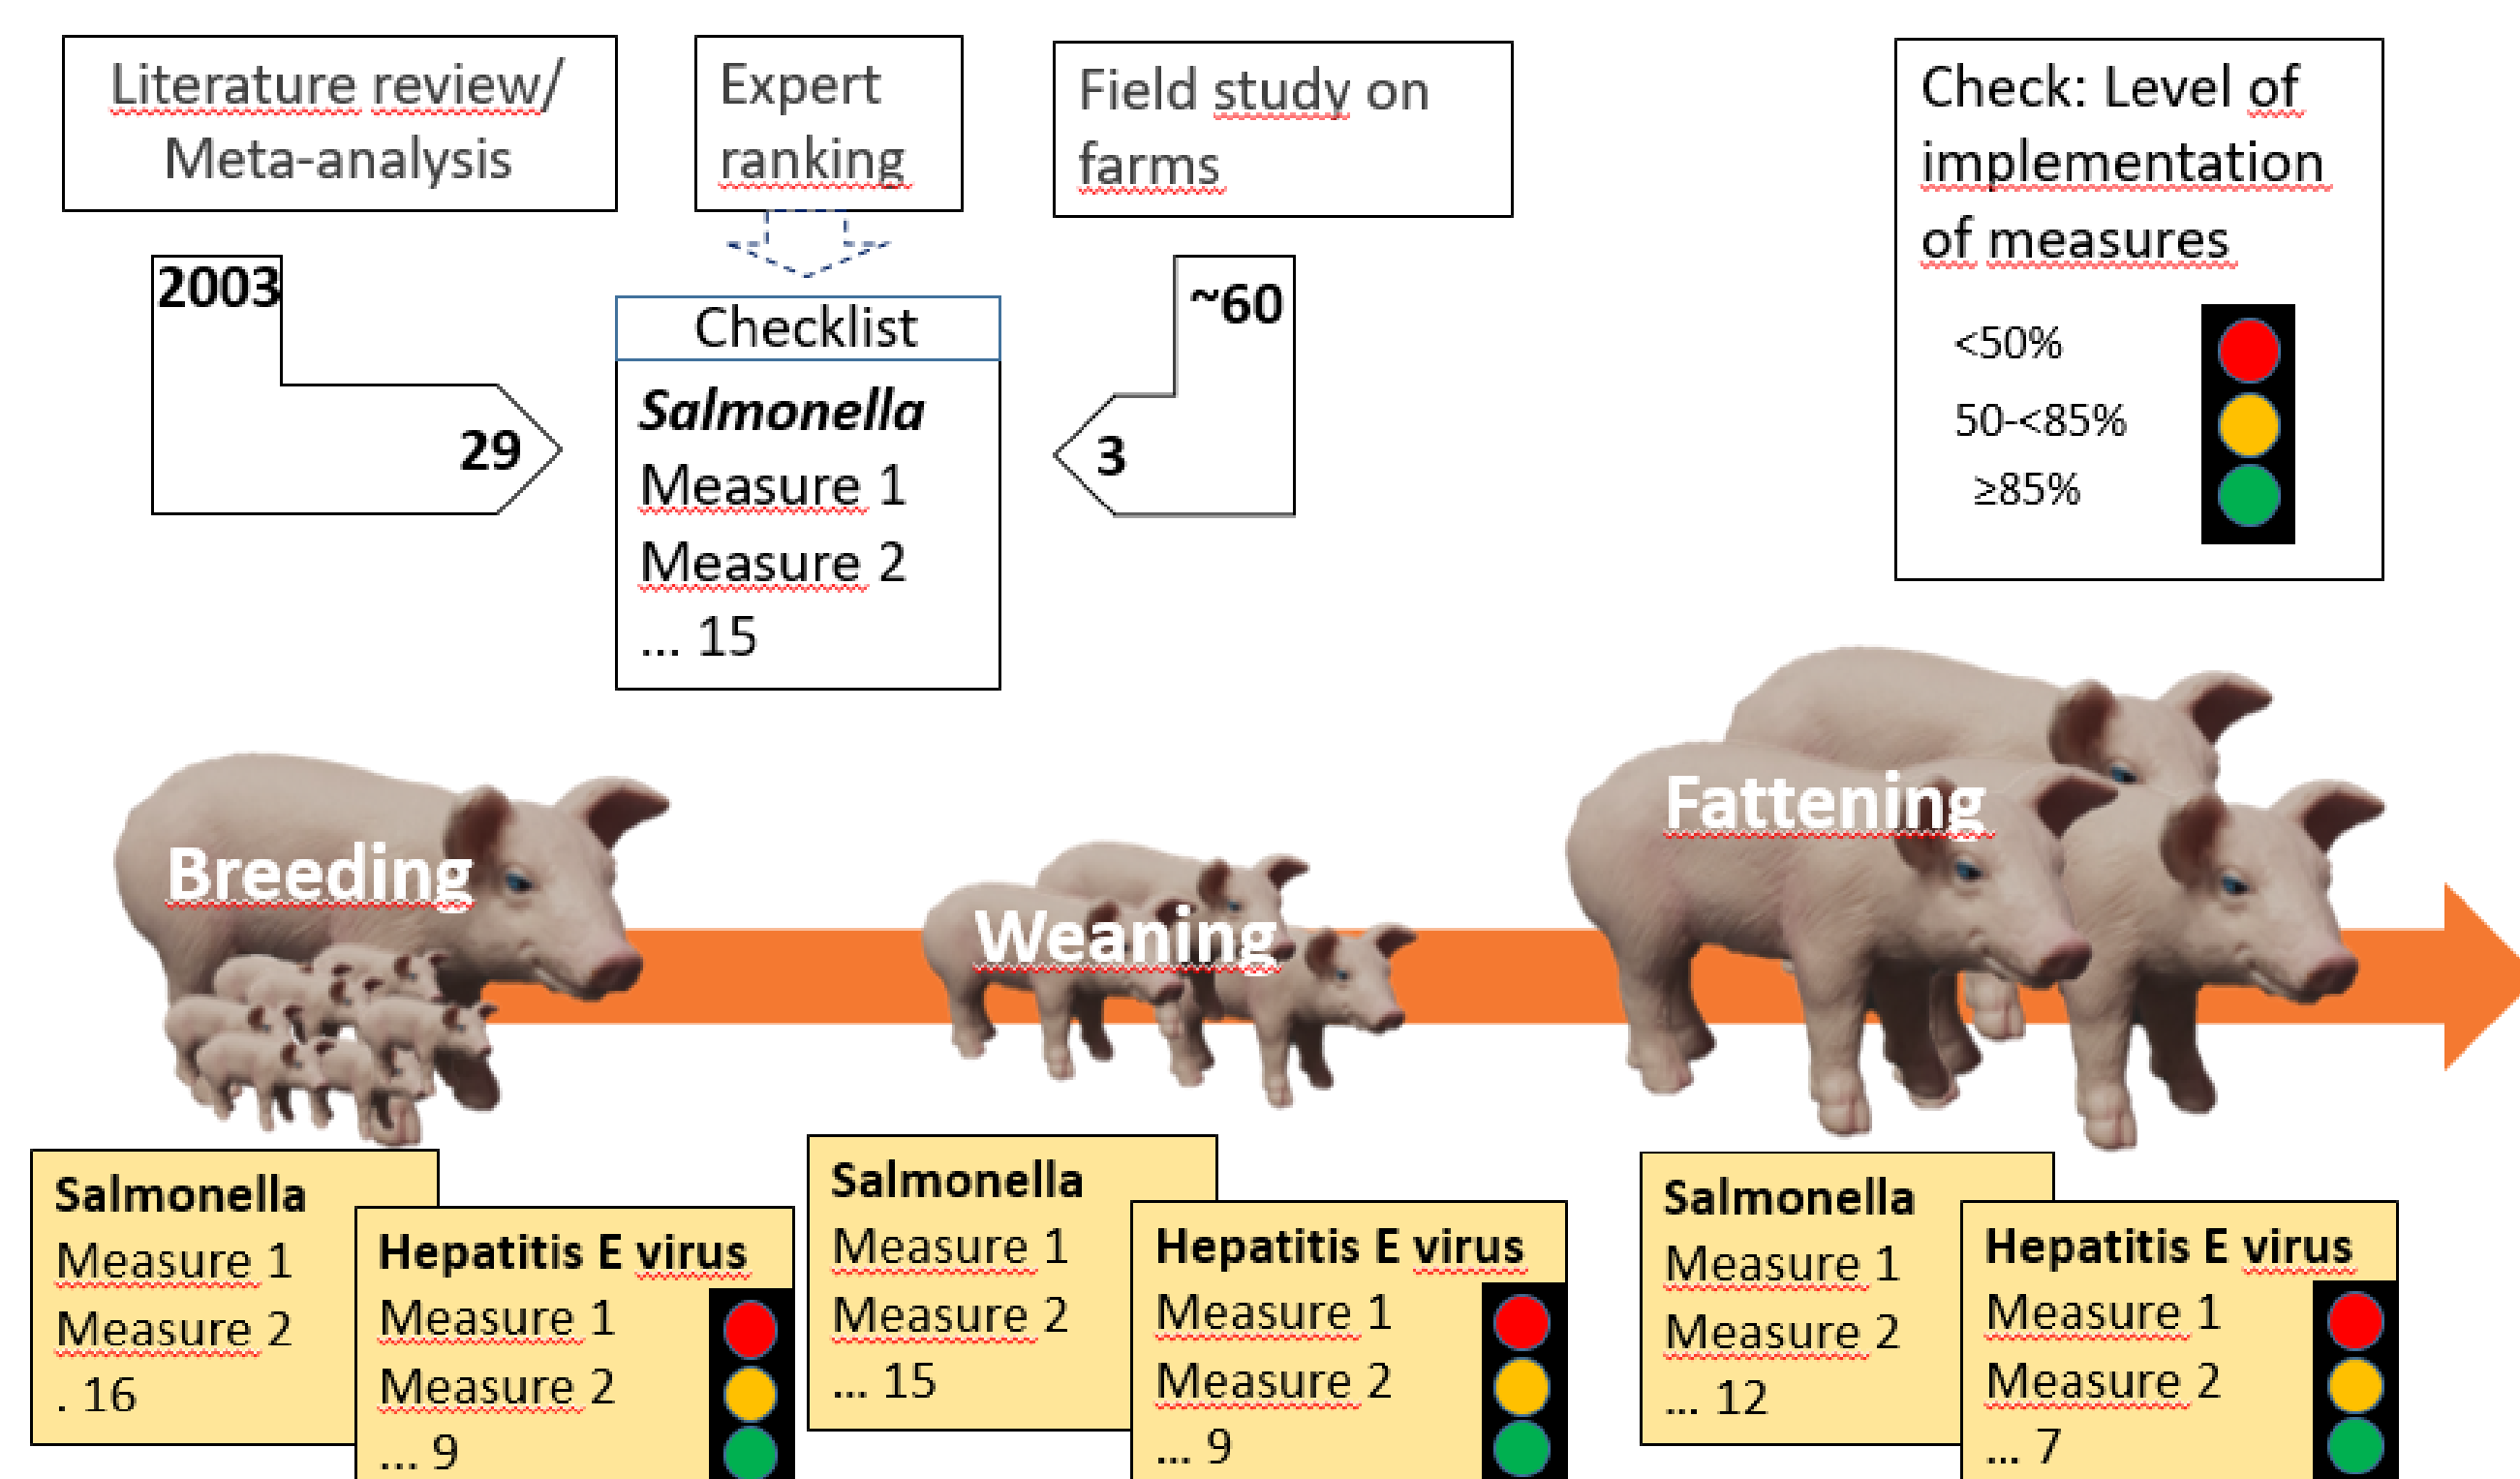 Literature review/
Meta-analysis
Expert
ranking
Field study on
farms
Check: Level of
implementation
of measures
<50%
50-<85%
≥85%
2003
29
~60
3
Checklist
Salmonella
Measure 1
Measure 2
... 15
Breeding
Weaning
Fattening
Salmonella
Measure 1
Measure 2
. 16
Hepatitis E virus
Measure 1
Measure 2
... 9
Salmonella
Measure 1
Measure 2
... 15
Hepatitis E virus
Measure 1
Measure 2
... 9
Salmonella
Measure 1
Measure 2
... 12
Hepatitis E virus
Measure 1
Measure 2
... 7